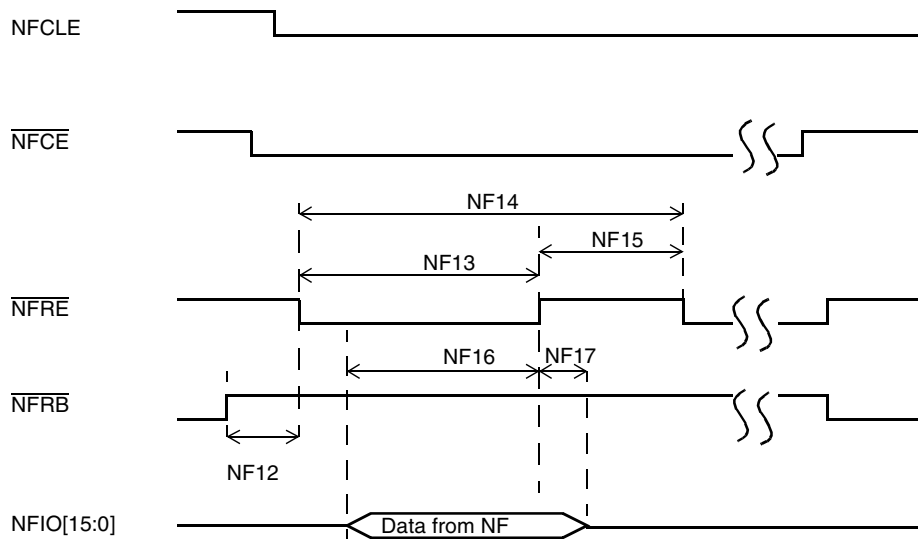 NFCLE
NFCE
NF14
NF15
NF13
NFRE
NF16
NF17
NFRB
NF12
NFIO[15:0]
Data from NF